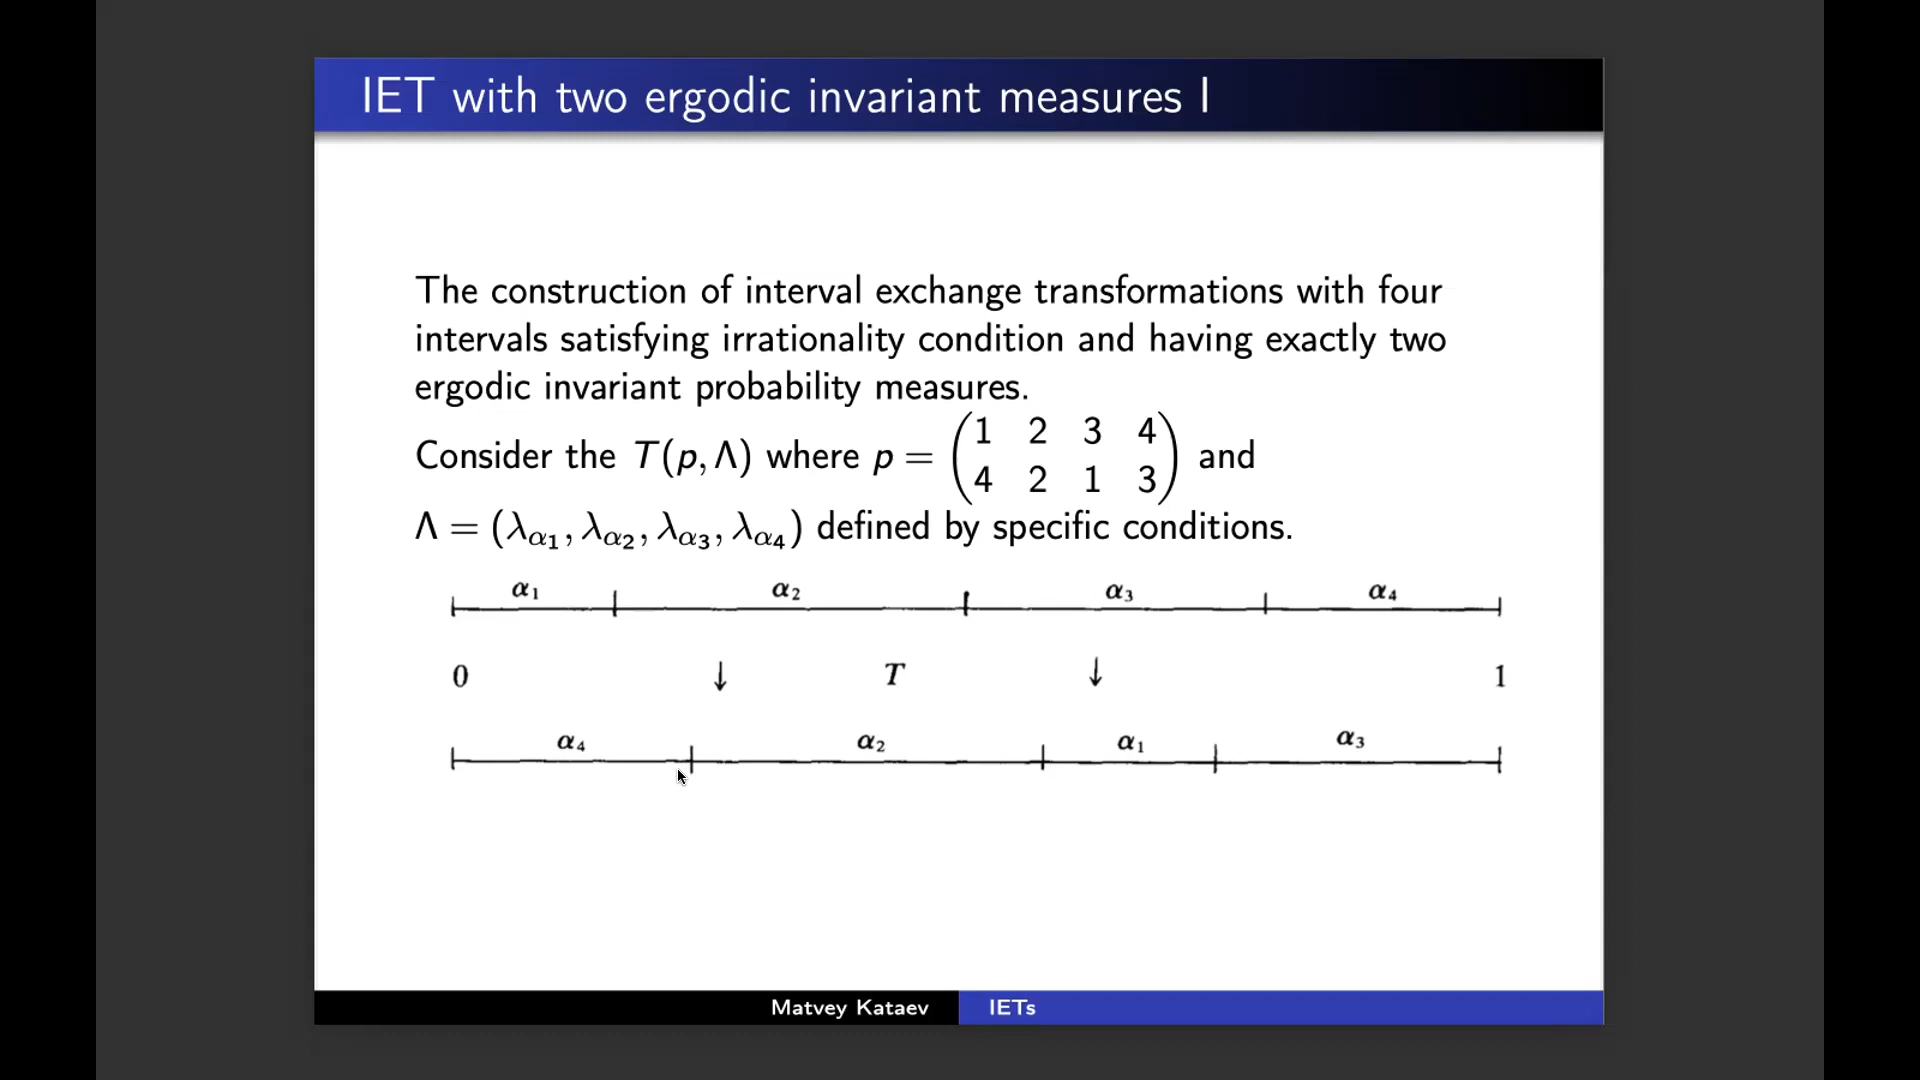 IET with two ergodic invariant measures I
The construction of interval exchange transformations with four
intervals satisfying irrationality condition and having exactly two
ergodic invariant probability measures.
Consider the T(p, Λ) where p = (1 2 3 4 / 4 2 1 3) and
Λ = (λ_α₁, λ_α₂, λ_α₃, λ_α₄) defined by specific conditions.
α₁ α₂ α₃ α₄
0 ↓ T ↓ 1
α₄ α₂ α₁ α₃
Matvey Kataev IETs